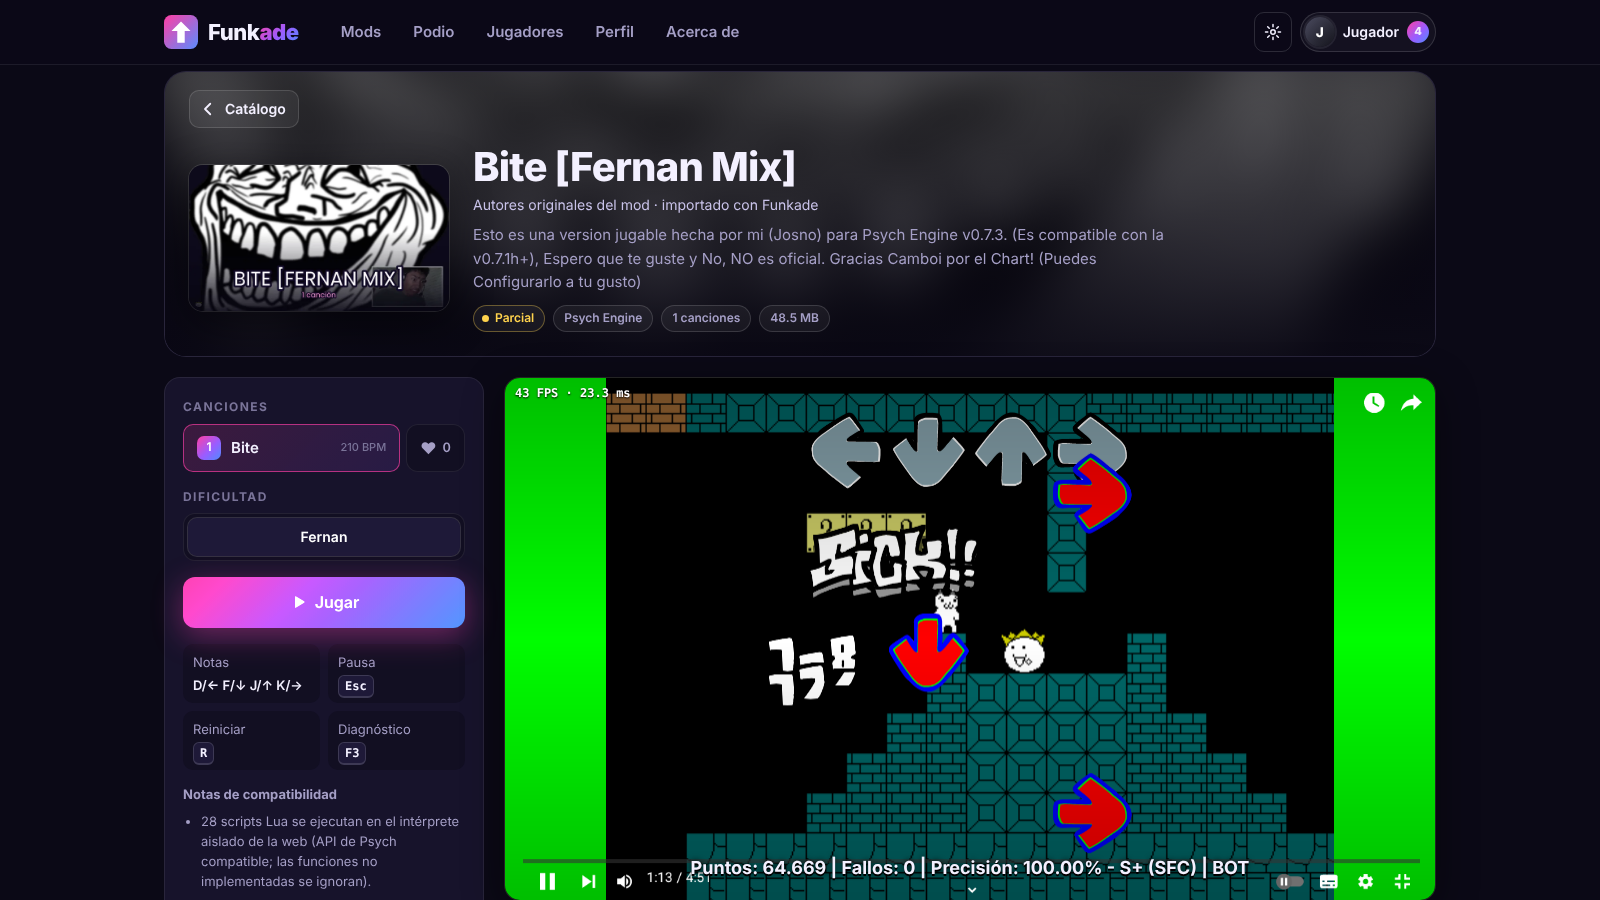 Funkade
Mods
Podio
Jugadores
Perfil
Acerca de
J
Jugador
4
Catálogo
BITE [FERNAN MIX]
1 canción
Bite [Fernan Mix]
Autores originales del mod · importado con Funkade
Esto es una version jugable hecha por mi (Josno) para Psych Engine v0.7.3. (Es compatible con la
v0.7.1h+), Espero que te guste y No, NO es oficial. Gracias Camboi por el Chart! (Puedes
Configurarlo a tu gusto)
Parcial
Psych Engine
1 canciones
48.5 MB
CANCIONES
1
Bite
210 BPM
0
DIFICULTAD
Fernan
Jugar
Notas
D/← F/↓ J/↑ K/→
Pausa
Esc
Reiniciar
R
Diagnóstico
F3
Notas de compatibilidad
• 28 scripts Lua se ejecutan en el intérprete
aislado de la web (API de Psych
compatible; las funciones no
implementadas se ignoran).
43 FPS · 23.3 ms
SiCK!!
Puntos: 64.669 | Fallos: 0 | Precisión: 100.00% - S+ (SFC) | BOT
1:13 / 4:51